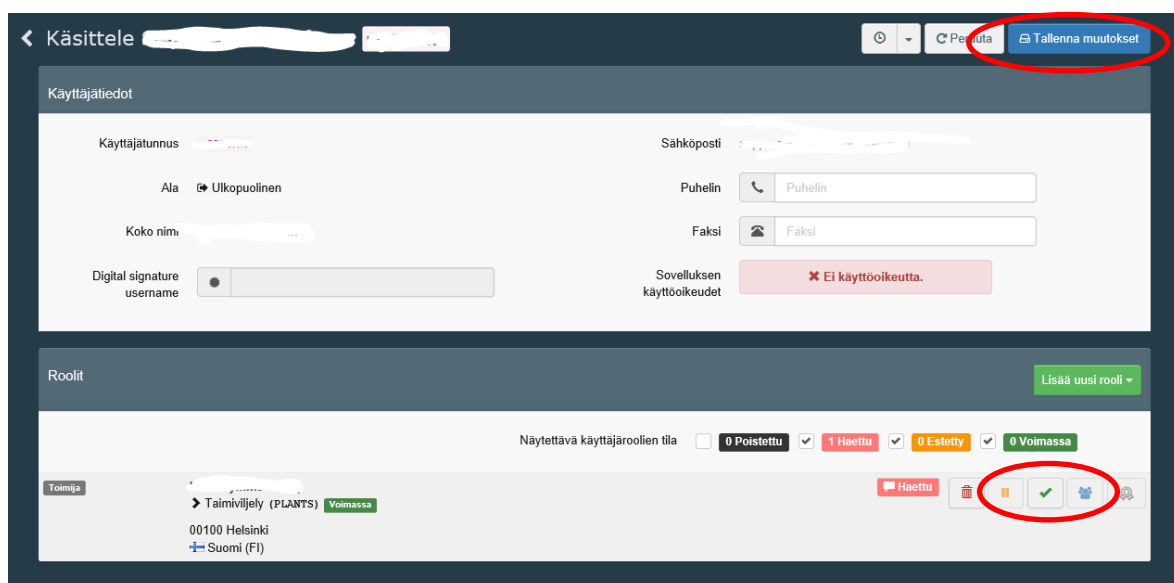 Käsittele
Peruuta
Tallenna muutokset
Käyttäjätiedot
Käyttäjätunnus
Sähköposti
Ala
Ulkopuolinen
Puhelin
Puhelin
Koko nimi
Faksi
Faksi
Digital signature
username
Sovelluksen
käyttöoikeudet
Ei käyttöoikeutta.
Roolit
Lisää uusi rooli
Näytettävä käyttäjäroolien tila
0 Poistettu
1 Haettu
0 Estetty
0 Voimassa
Toimija
Haettu
Taimiviljely (PLANTS) Voimassa
00100 Helsinki
Suomi (FI)